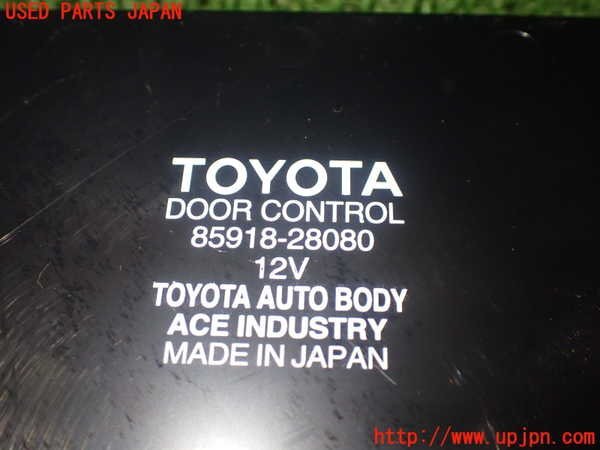 USED PARTS JAPAN
TOYOTA
DOOR CONTROL
85918-28080
12V
TOYOTA AUTO BODY
ACE INDUSTRY
MADE IN JAPAN
http://www.upjpn.com/